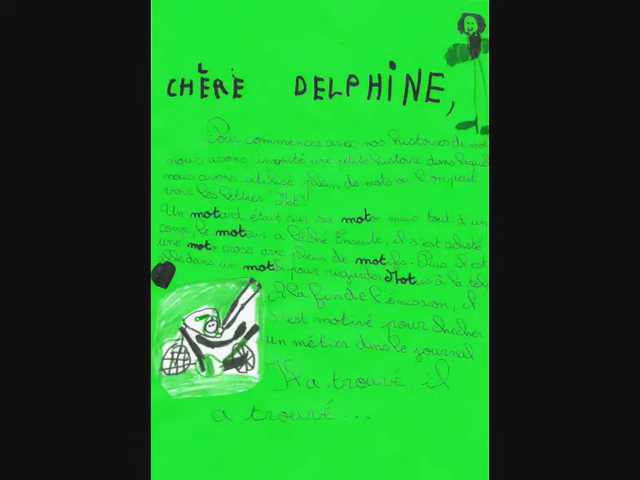 CHÈRE DELPHINE,
Pour commencer avec nos histoires de mot
nous avons inventé une petite histoire dans laque
nous avons utilisé plein de mots où l'on peut
voir les lettres "Mot".
Un motard était sur sa moto mais tout d'un
coup, le moteur a lâché Ensuite, il s'est acheté
une moto cross avec plein de motifs. Puis il est
allé dans un motel pour regarder Motus à la télé
A la fin de l'émission, il
s'est motivé pour checher
un métier dans le journal
Il a trouvé, il
a trouvé...